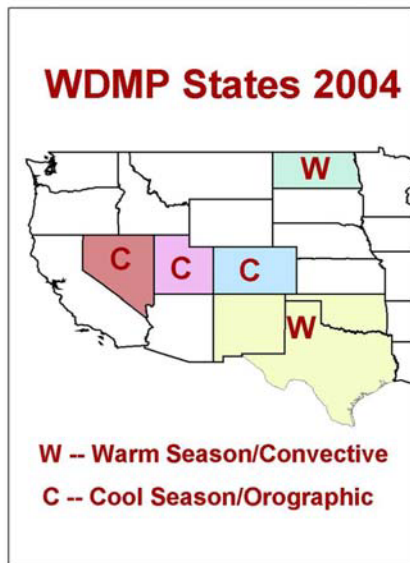 WDMP States 2004
W
C
C
C
W
W -- Warm Season/Convective
C -- Cool Season/Orographic